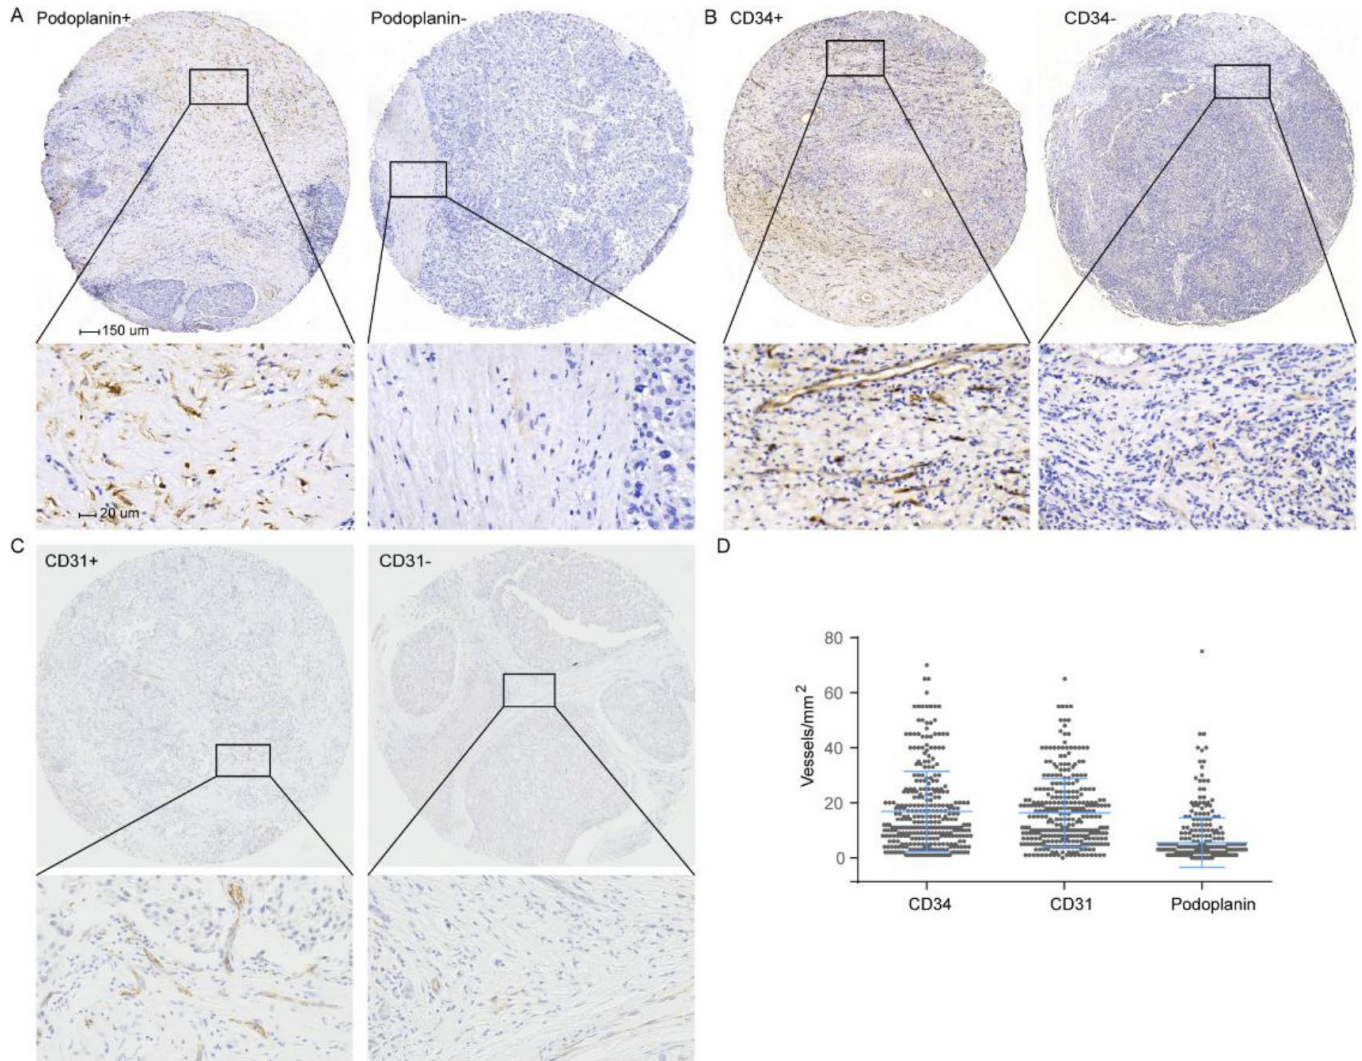 A
Podoplanin+
Podoplanin-
B
CD34+
CD34-
150 um
20 um
C
CD31+
CD31-
D
Vessels/mm²
80
60
40
20
0
CD34
CD31
Podoplanin